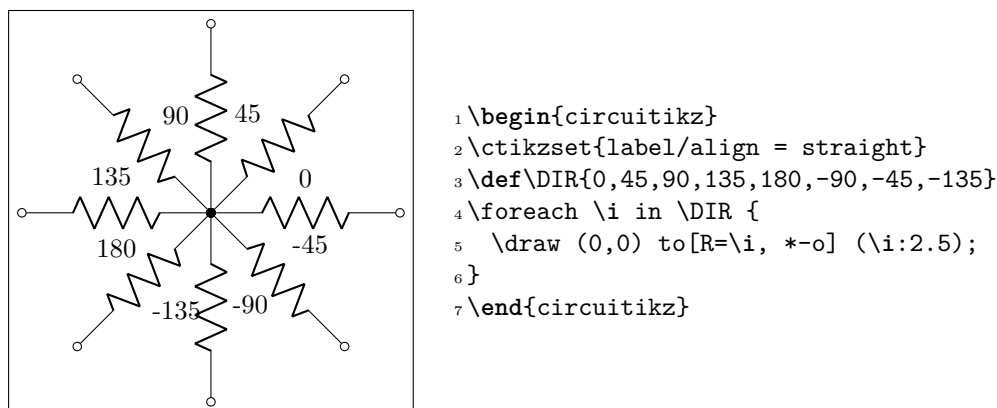 90 45
135 0
180 -45
-135 -90
1 \begin{circuitikz}
2 \ctikzset{label/align = straight}
3 \def\DIR{0,45,90,135,180,-90,-45,-135}
4 \foreach \i in \DIR {
5   \draw (0,0) to[R=\i, *-o] (\i:2.5);
6 }
7 \end{circuitikz}